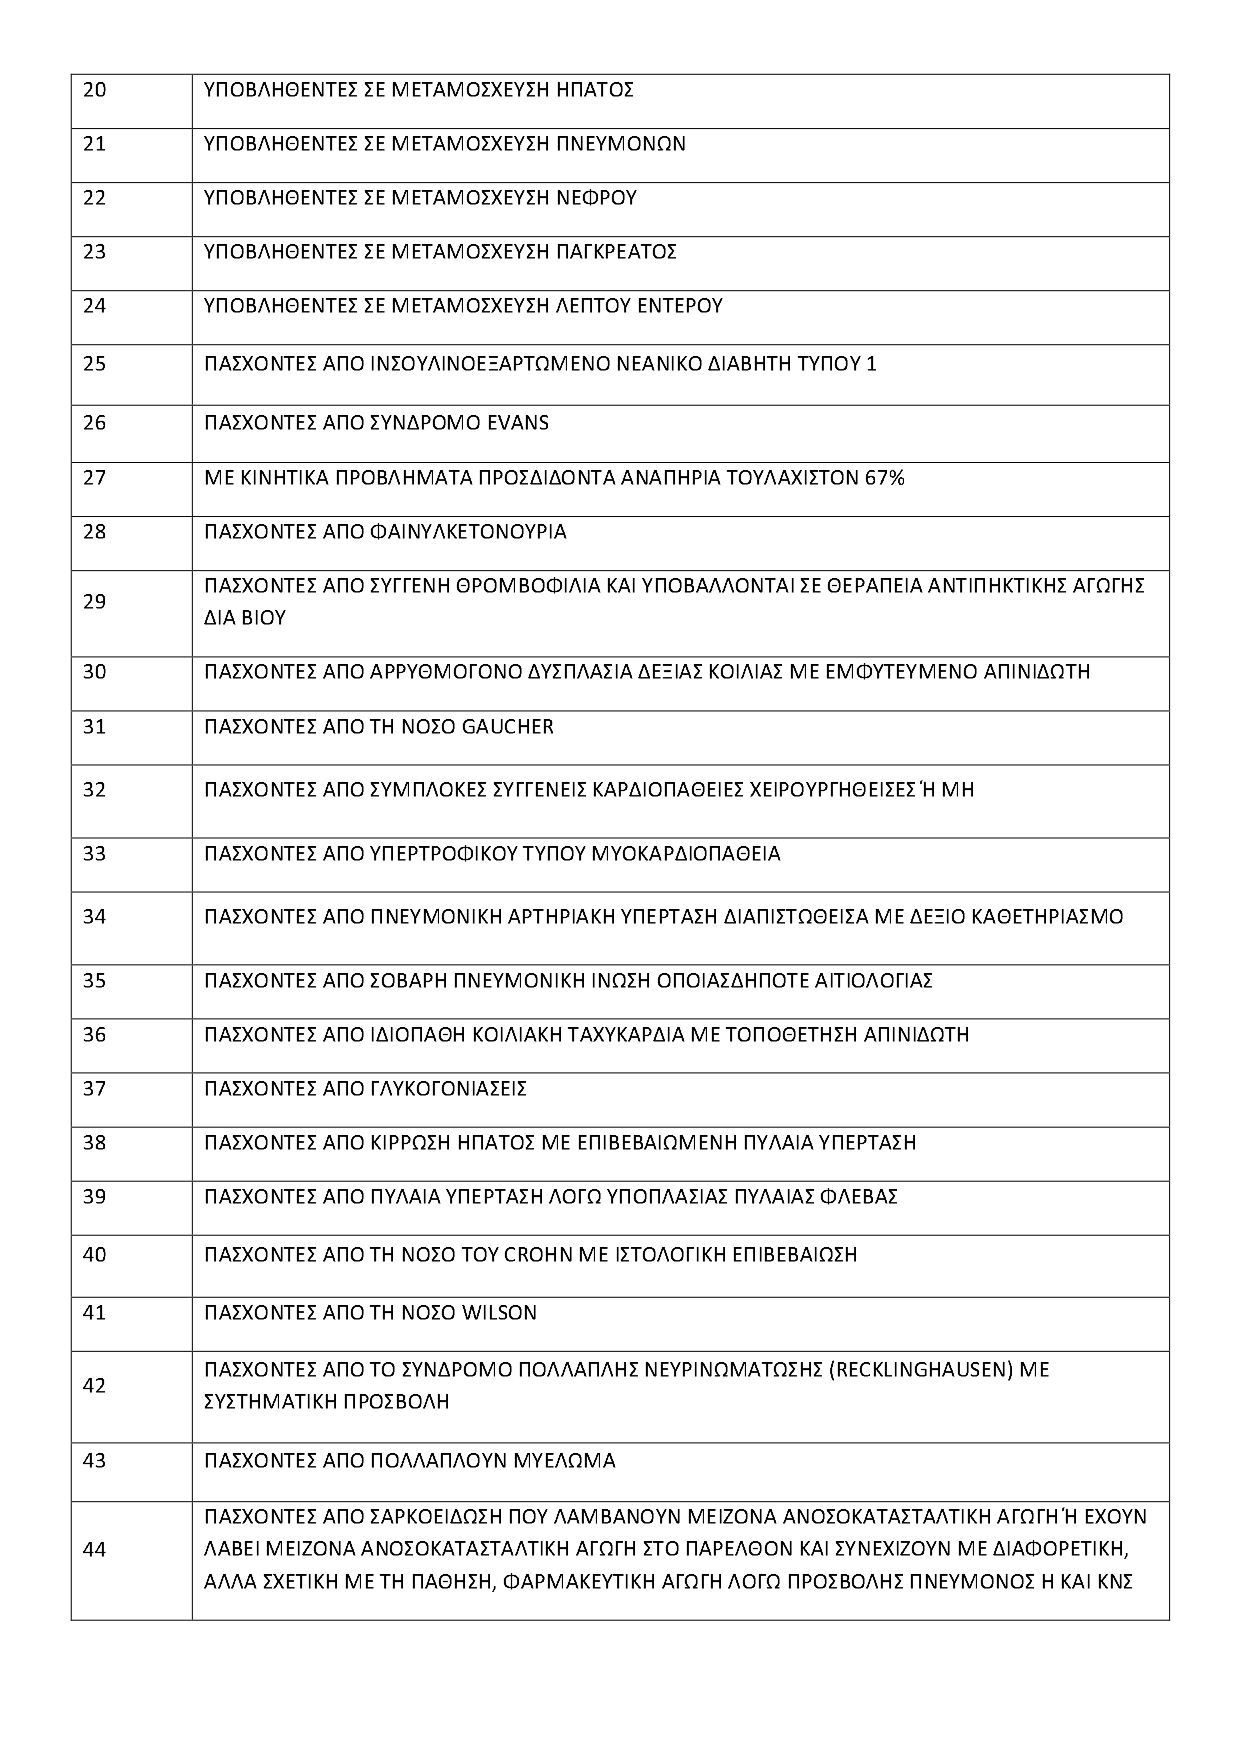 20 ΥΠΟΒΛΗΘΕΝΤΕΣ ΣΕ ΜΕΤΑΜΟΣΧΕΥΣΗ ΗΠΑΤΟΣ
21 ΥΠΟΒΛΗΘΕΝΤΕΣ ΣΕ ΜΕΤΑΜΟΣΧΕΥΣΗ ΠΝΕΥΜΟΝΩΝ
22 ΥΠΟΒΛΗΘΕΝΤΕΣ ΣΕ ΜΕΤΑΜΟΣΧΕΥΣΗ ΝΕΦΡΟΥ
23 ΥΠΟΒΛΗΘΕΝΤΕΣ ΣΕ ΜΕΤΑΜΟΣΧΕΥΣΗ ΠΑΓΚΡΕΑΤΟΣ
24 ΥΠΟΒΛΗΘΕΝΤΕΣ ΣΕ ΜΕΤΑΜΟΣΧΕΥΣΗ ΛΕΠΤΟΥ ΕΝΤΕΡΟΥ
25 ΠΑΣΧΟΝΤΕΣ ΑΠΟ ΙΝΣΟΥΛΙΝΟΕΞΑΡΤΩΜΕΝΟ ΝΕΑΝΙΚΟ ΔΙΑΒΗΤΗ ΤΥΠΟΥ 1
26 ΠΑΣΧΟΝΤΕΣ ΑΠΟ ΣΥΝΔΡΟΜΟ EVANS
27 ΜΕ ΚΙΝΗΤΙΚΑ ΠΡΟΒΛΗΜΑΤΑ ΠΡΟΣΔΙΔΟΝΤΑ ΑΝΑΠΗΡΙΑ ΤΟΥΛΑΧΙΣΤΟΝ 67%
28 ΠΑΣΧΟΝΤΕΣ ΑΠΟ ΦΑΙΝΥΛΚΕΤΟΝΟΥΡΙΑ
29 ΠΑΣΧΟΝΤΕΣ ΑΠΟ ΣΥΓΓΕΝΗ ΘΡΟΜΒΟΦΙΛΙΑ ΚΑΙ ΥΠΟΒΑΛΛΟΝΤΑΙ ΣΕ ΘΕΡΑΠΕΙΑ ΑΝΤΙΠΗΚΤΙΚΗΣ ΑΓΩΓΗΣ
ΔΙΑ ΒΙΟΥ
30 ΠΑΣΧΟΝΤΕΣ ΑΠΟ ΑΡΡΥΘΜΟΓΟΝΟ ΔΥΣΠΛΑΣΙΑ ΔΕΞΙΑΣ ΚΟΙΛΙΑΣ ΜΕ ΕΜΦΥΤΕΥΜΕΝΟ ΑΠΙΝΙΔΩΤΗ
31 ΠΑΣΧΟΝΤΕΣ ΑΠΟ ΤΗ ΝΟΣΟ GAUCHER
32 ΠΑΣΧΟΝΤΕΣ ΑΠΟ ΣΥΜΠΛΟΚΕΣ ΣΥΓΓΕΝΕΙΣ ΚΑΡΔΙΟΠΑΘΕΙΕΣ ΧΕΙΡΟΥΡΓΗΘΕΙΣΕΣ Ή ΜΗ
33 ΠΑΣΧΟΝΤΕΣ ΑΠΟ ΥΠΕΡΤΡΟΦΙΚΟΥ ΤΥΠΟΥ ΜΥΟΚΑΡΔΙΟΠΑΘΕΙΑ
34 ΠΑΣΧΟΝΤΕΣ ΑΠΟ ΠΝΕΥΜΟΝΙΚΗ ΑΡΤΗΡΙΑΚΗ ΥΠΕΡΤΑΣΗ ΔΙΑΠΙΣΤΩΘΕΙΣΑ ΜΕ ΔΕΞΙΟ ΚΑΘΕΤΗΡΙΑΣΜΟ
35 ΠΑΣΧΟΝΤΕΣ ΑΠΟ ΣΟΒΑΡΗ ΠΝΕΥΜΟΝΙΚΗ ΙΝΩΣΗ ΟΠΟΙΑΣΔΗΠΟΤΕ ΑΙΤΙΟΛΟΓΙΑΣ
36 ΠΑΣΧΟΝΤΕΣ ΑΠΟ ΙΔΙΟΠΑΘΗ ΚΟΙΛΙΑΚΗ ΤΑΧΥΚΑΡΔΙΑ ΜΕ ΤΟΠΟΘΕΤΗΣΗ ΑΠΙΝΙΔΩΤΗ
37 ΠΑΣΧΟΝΤΕΣ ΑΠΟ ΓΛΥΚΟΓΟΝΙΑΣΕΙΣ
38 ΠΑΣΧΟΝΤΕΣ ΑΠΟ ΚΙΡΡΩΣΗ ΗΠΑΤΟΣ ΜΕ ΕΠΙΒΕΒΑΙΩΜΕΝΗ ΠΥΛΑΙΑ ΥΠΕΡΤΑΣΗ
39 ΠΑΣΧΟΝΤΕΣ ΑΠΟ ΠΥΛΑΙΑ ΥΠΕΡΤΑΣΗ ΛΟΓΩ ΥΠΟΠΛΑΣΙΑΣ ΠΥΛΑΙΑΣ ΦΛΕΒΑΣ
40 ΠΑΣΧΟΝΤΕΣ ΑΠΟ ΤΗ ΝΟΣΟ ΤΟΥ CROHN ΜΕ ΙΣΤΟΛΟΓΙΚΗ ΕΠΙΒΕΒΑΙΩΣΗ
41 ΠΑΣΧΟΝΤΕΣ ΑΠΟ ΤΗ ΝΟΣΟ WILSON
42 ΠΑΣΧΟΝΤΕΣ ΑΠΟ ΤΟ ΣΥΝΔΡΟΜΟ ΠΟΛΛΑΠΛΗΣ ΝΕΥΡΙΝΩΜΑΤΩΣΗΣ (RECKLINGHAUSEN) ΜΕ
ΣΥΣΤΗΜΑΤΙΚΗ ΠΡΟΣΒΟΛΗ
43 ΠΑΣΧΟΝΤΕΣ ΑΠΟ ΠΟΛΛΑΠΛΟΥΝ ΜΥΕΛΩΜΑ
44 ΠΑΣΧΟΝΤΕΣ ΑΠΟ ΣΑΡΚΟΕΙΔΩΣΗ ΠΟΥ ΛΑΜΒΑΝΟΥΝ ΜΕΙΖΟΝΑ ΑΝΟΣΟΚΑΤΑΣΤΑΛΤΙΚΗ ΑΓΩΓΗ Ή ΕΧΟΥΝ
ΛΑΒΕΙ ΜΕΙΖΟΝΑ ΑΝΟΣΟΚΑΤΑΣΤΑΛΤΙΚΗ ΑΓΩΓΗ ΣΤΟ ΠΑΡΕΛΘΟΝ ΚΑΙ ΣΥΝΕΧΙΖΟΥΝ ΜΕ ΔΙΑΦΟΡΕΤΙΚΗ,
ΑΛΛΑ ΣΧΕΤΙΚΗ ΜΕ ΤΗ ΠΑΘΗΣΗ, ΦΑΡΜΑΚΕΥΤΙΚΗ ΑΓΩΓΗ ΛΟΓΩ ΠΡΟΣΒΟΛΗΣ ΠΝΕΥΜΟΝΟΣ Η ΚΑΙ ΚΝΣ